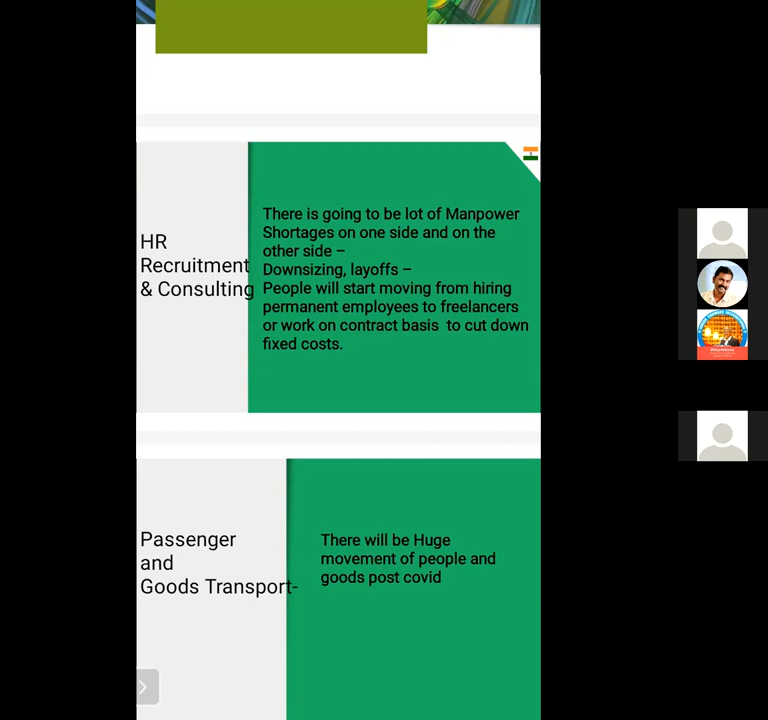 HR
Recruitment
& Consulting
There is going to be lot of Manpower
Shortages on one side and on the
other side –
Downsizing, layoffs –
People will start moving from hiring
permanent employees to freelancers
or work on contract basis  to cut down
fixed costs.
Passenger
and
Goods Transport-
There will be Huge
movement of people and
goods post covid